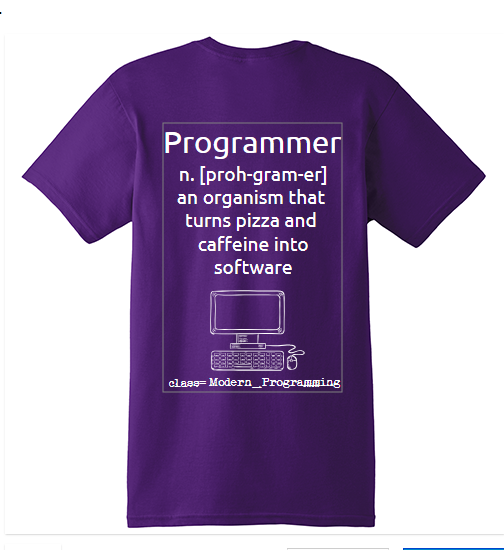 Programmer
n. [proh-gram-er]
an organism that
turns pizza and
caffeine into
software
class= Modern_Programming